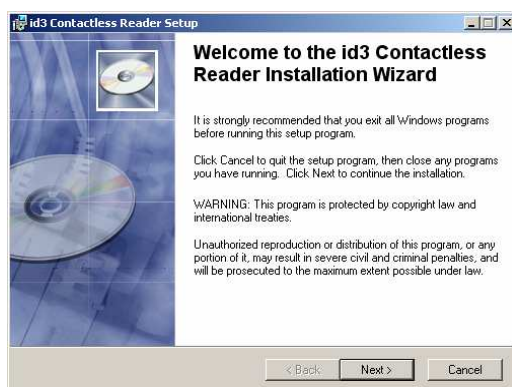 id3 Contactless Reader Setup
Welcome to the id3 Contactless
Reader Installation Wizard
It is strongly recommended that you exit all Windows programs
before running this setup program.
Click Cancel to quit the setup program, then close any programs
you have running. Click Next to continue the installation.
WARNING: This program is protected by copyright law and
international treaties.
Unauthorized reproduction or distribution of this program, or any
portion of it, may result in severe civil and criminal penalties, and
will be prosecuted to the maximum extent possible under law.
< Back Next > Cancel